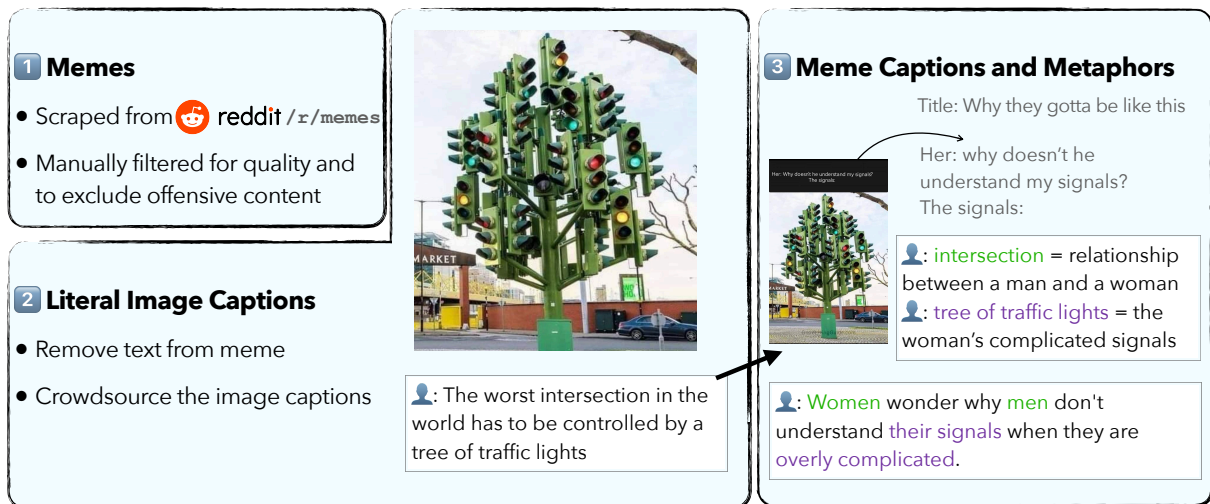 1 Memes
• Scraped from reddit /r/memes
• Manually filtered for quality and
to exclude offensive content
2 Literal Image Captions
• Remove text from meme
• Crowdsource the image captions
MARKET
: The worst intersection in the
world has to be controlled by a
tree of traffic lights
3 Meme Captions and Metaphors
Title: Why they gotta be like this
Her: Why doesn't he understand my signals?
The signals
Her: why doesn't he
understand my signals?
The signals:
MARKET
: intersection = relationship
between a man and a woman
: tree of traffic lights = the
woman's complicated signals
: Women wonder why men don't
understand their signals when they are
overly complicated.